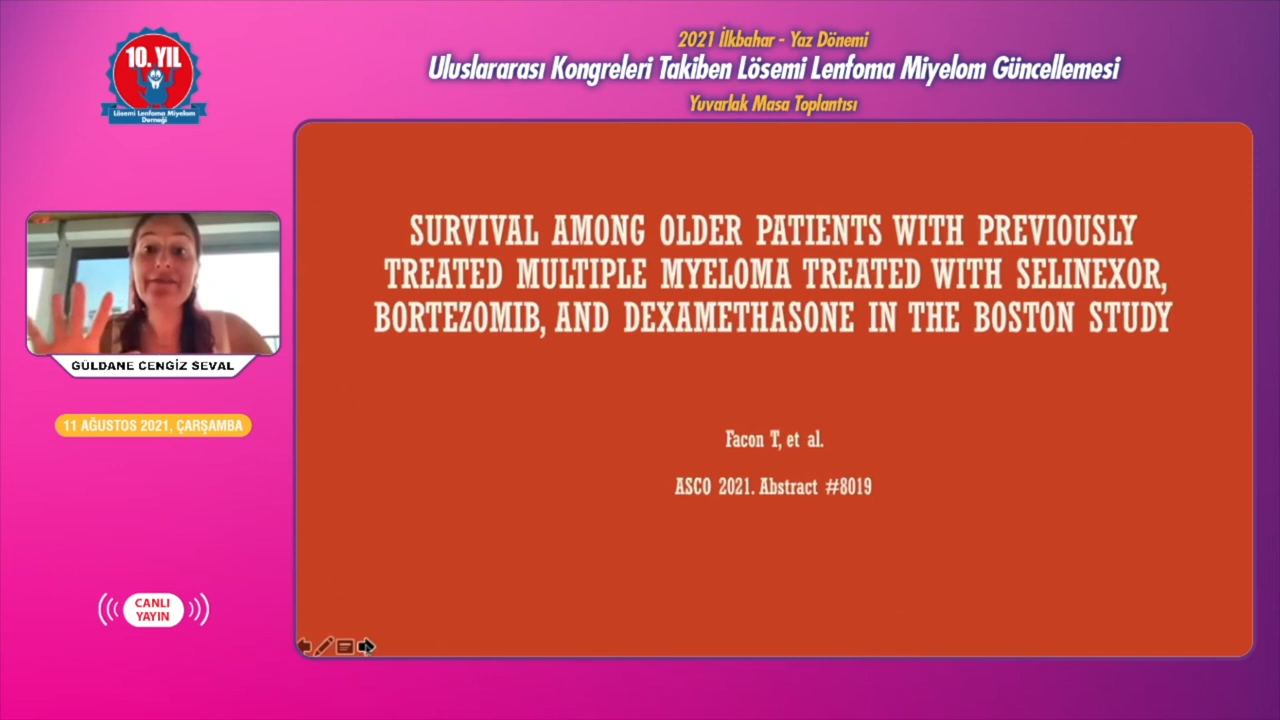 10. YIL
Lösemi Lenfoma Miyelom
Derneği
2021 İlkbahar - Yaz Dönemi
Uluslararası Kongreleri Takiben Lösemi Lenfoma Miyelom Güncellemesi
Yuvarlak Masa Toplantısı
GÜLDANE CENGİZ SEVAL
11 AĞUSTOS 2021, ÇARŞAMBA
CANLI
YAYIN
SURVIVAL AMONG OLDER PATIENTS WITH PREVIOUSLY
TREATED MULTIPLE MYELOMA TREATED WITH SELINEXOR,
BORTEZOMIB, AND DEXAMETHASONE IN THE BOSTON STUDY
Facon T, et al.
ASCO 2021. Abstract #8019